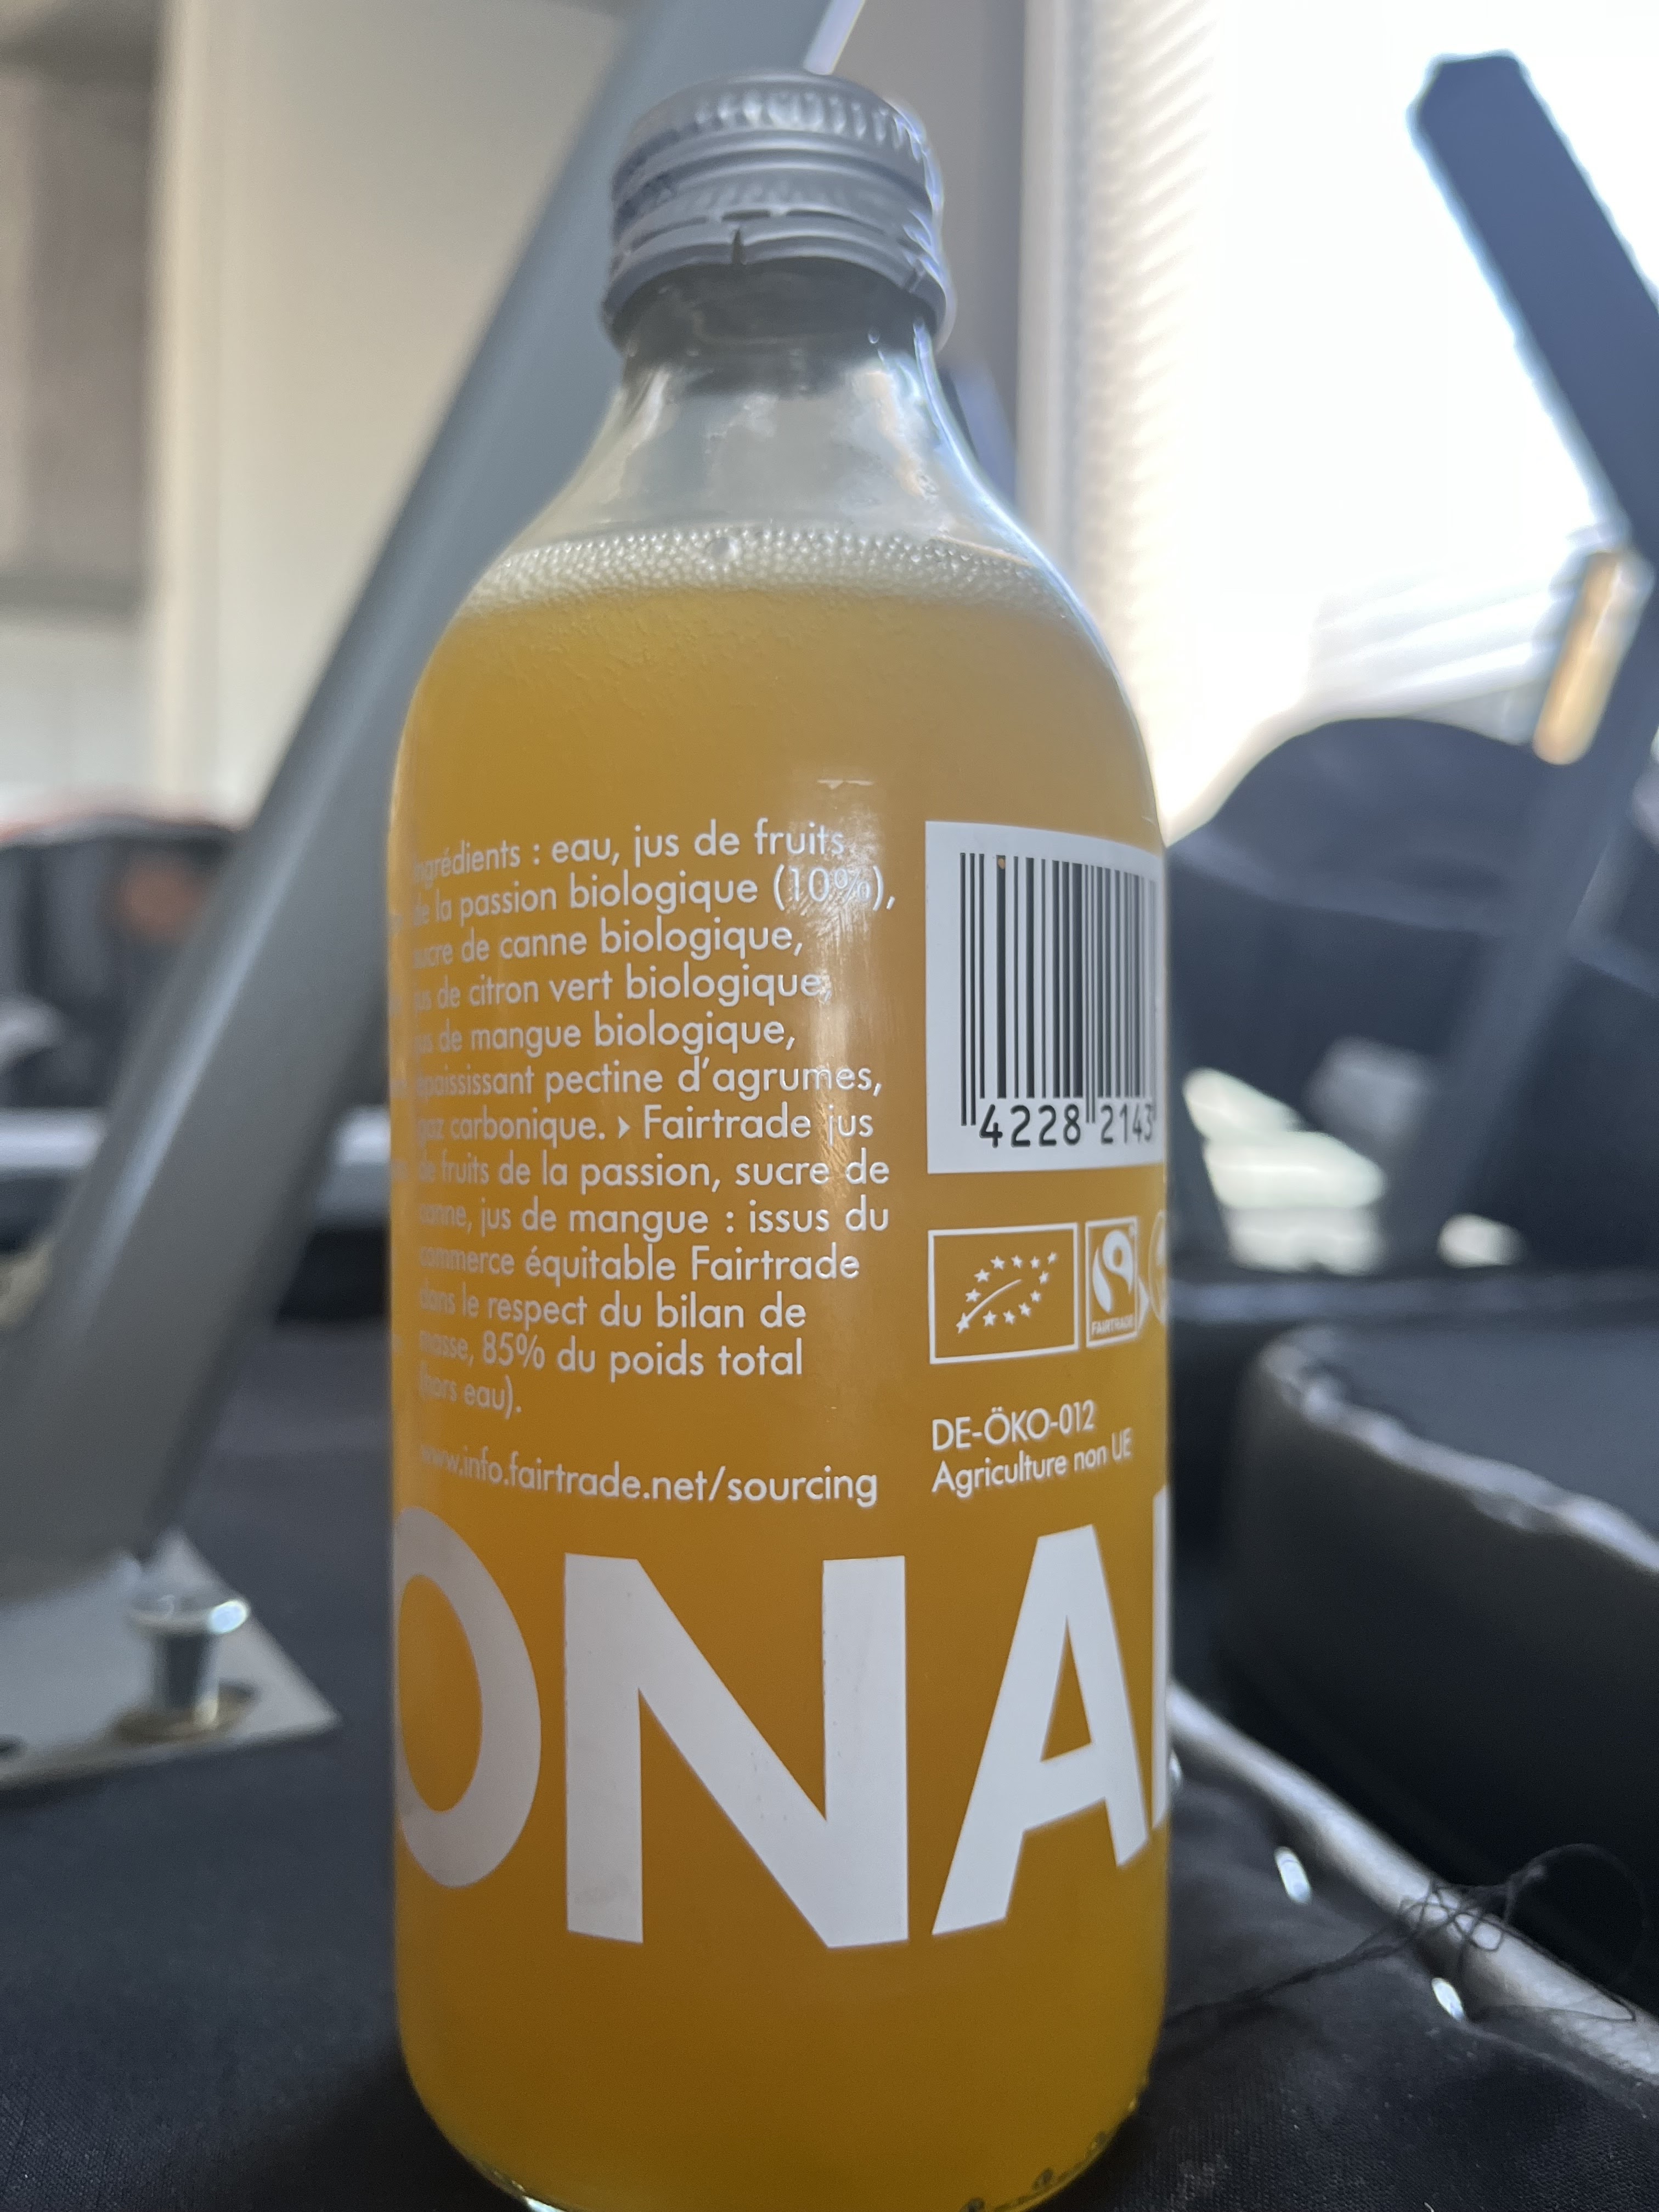 Ingrédients : eau, jus de fruits
de la passion biologique (10%),
sucre de canne biologique,
jus de citron vert biologique,
jus de mangue biologique,
épaississant pectine d'agrumes,
gaz carbonique. › Fairtrade jus
de fruits de la passion, sucre de
canne, jus de mangue : issus du
commerce équitable Fairtrade
dans le respect du bilan de
masse, 85% du poids total
(hors eau).
www.info.fairtrade.net/sourcing
4228 2143
FAIRTRADE
DE-ÖKO-012
Agriculture non UE
ONA